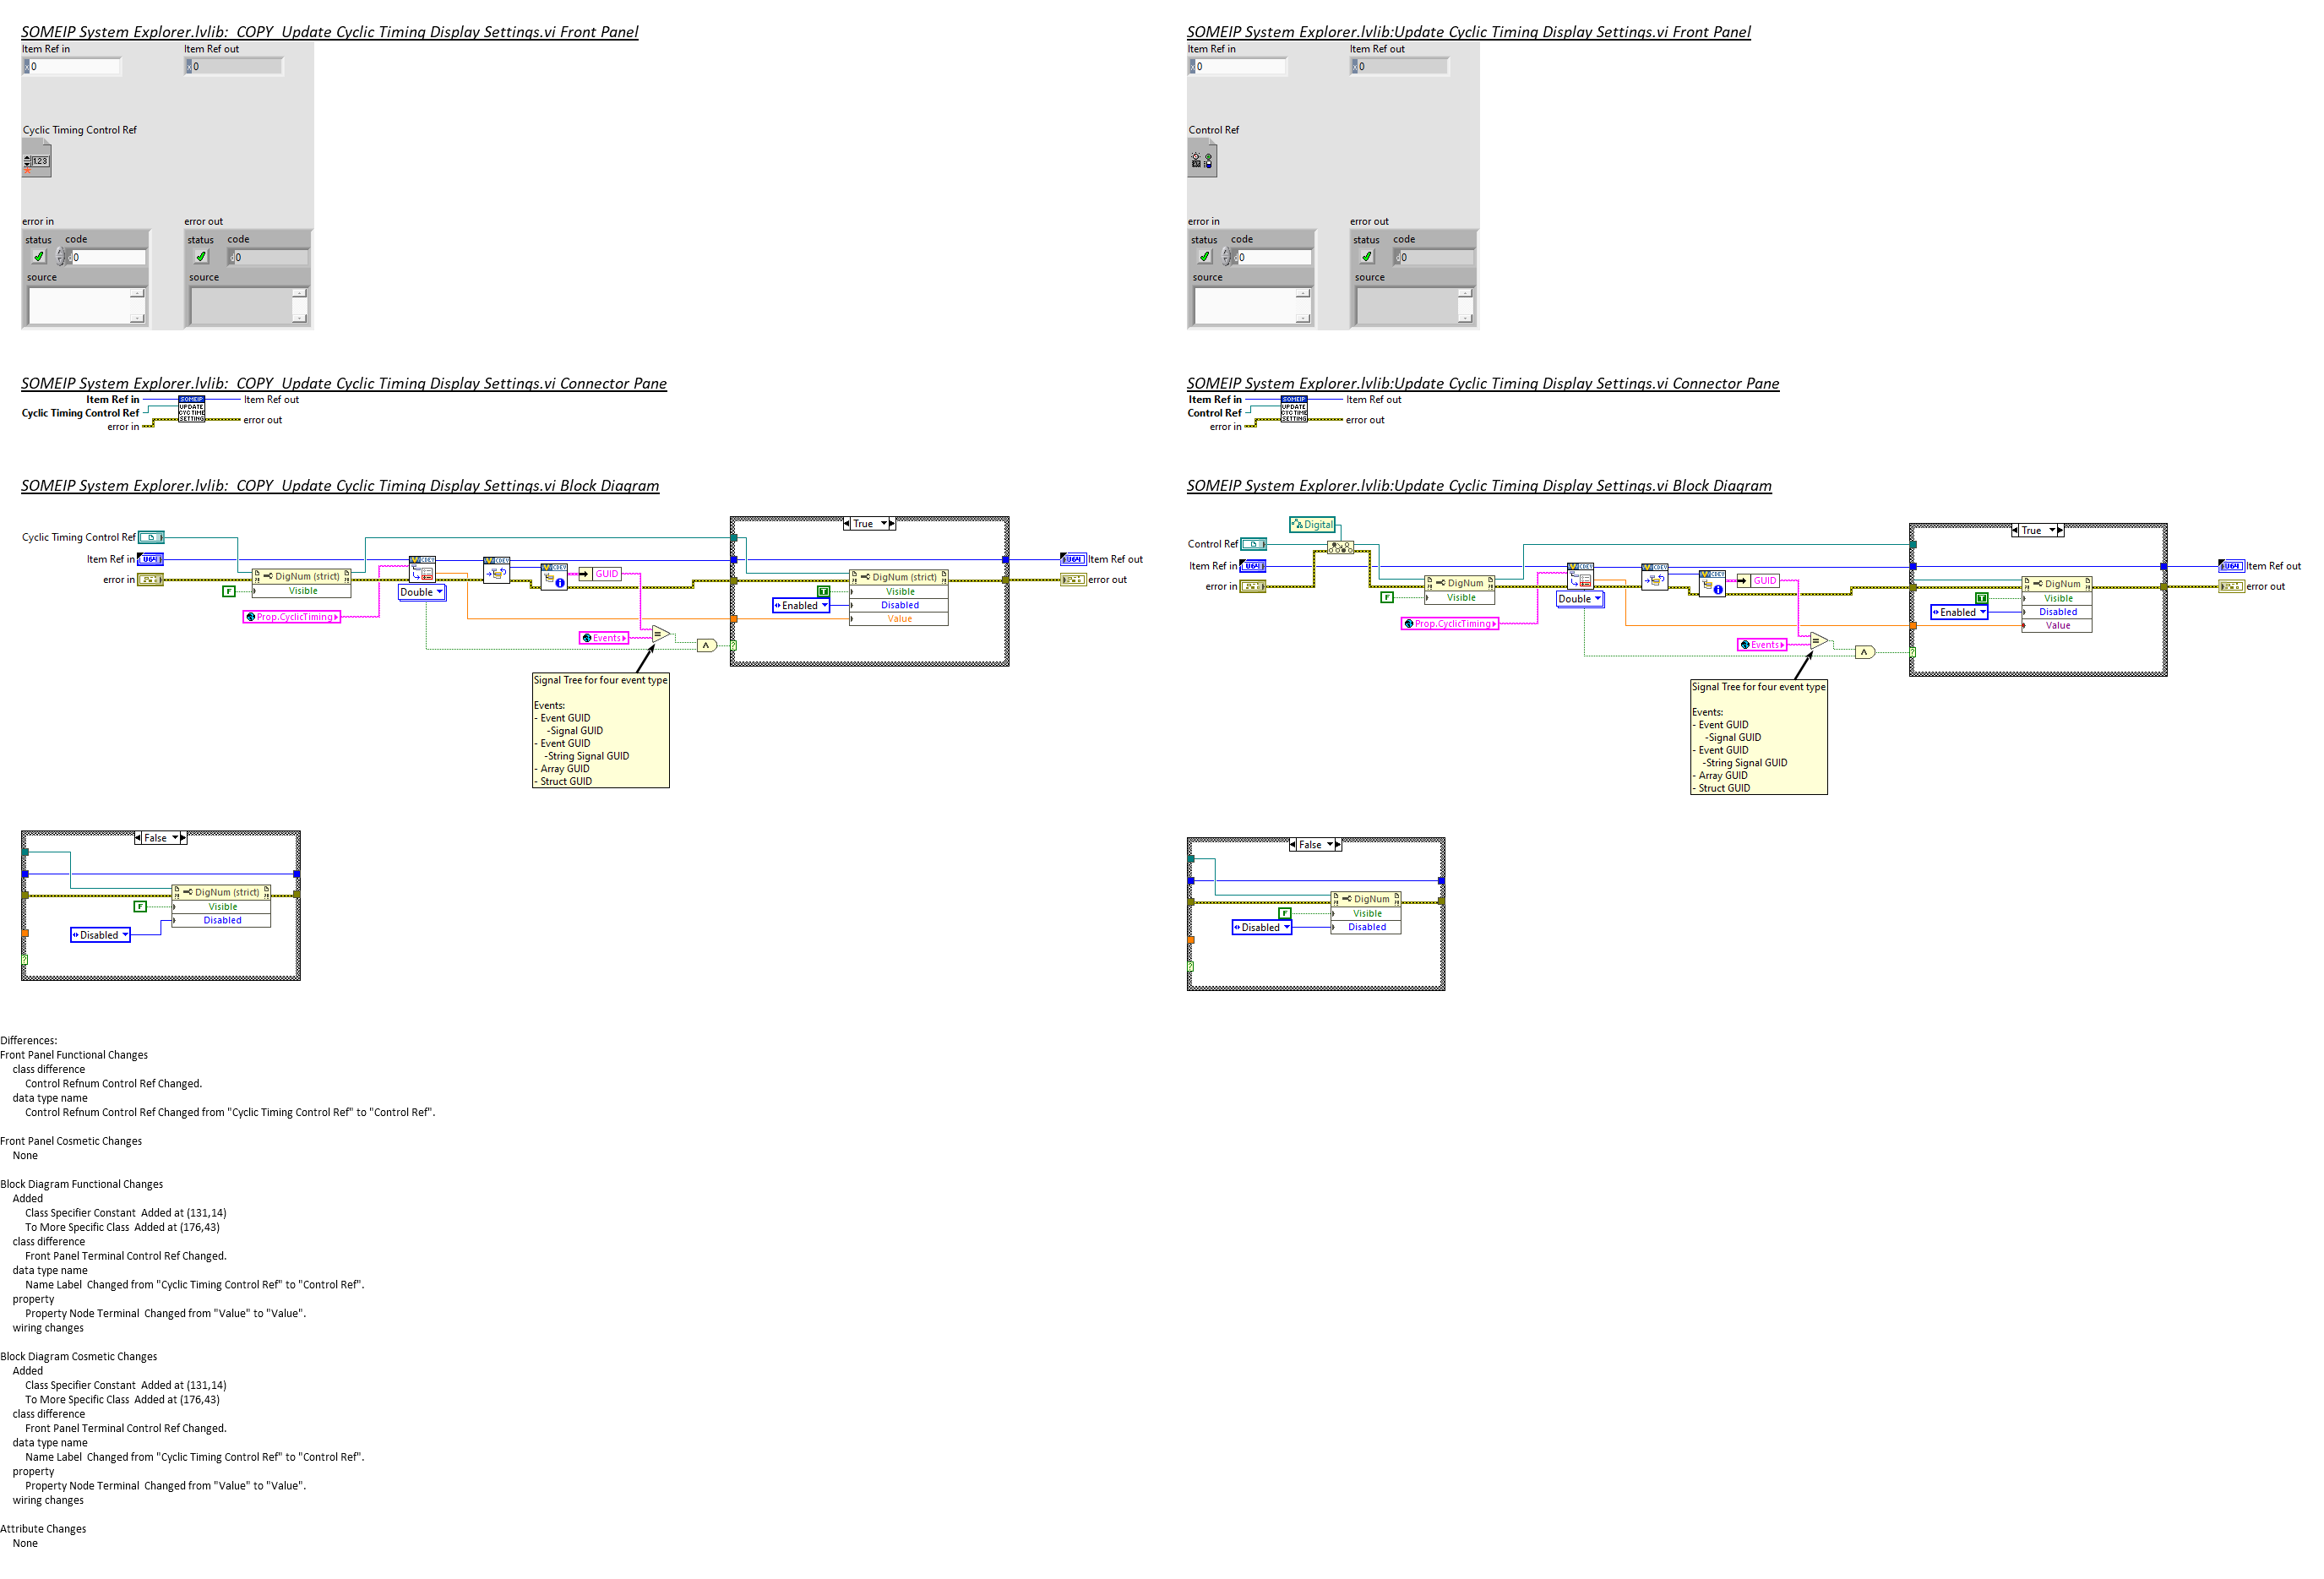 SOMEIP System Explorer.lvlib:  COPY  Update Cyclic Timing Display Settings.vi Front Panel
Item Ref in
Item Ref out
x 0
x 0
Cyclic Timing Control Ref
1.23
error in
error out
status
code
status
code
d 0
d 0
source
source
SOMEIP System Explorer.lvlib:  COPY  Update Cyclic Timing Display Settings.vi Connector Pane
Item Ref in
Cyclic Timing Control Ref
error in
SOMEIP
UPDATE
CYC TIME
SETTING
Item Ref out
error out
SOMEIP System Explorer.lvlib:  COPY  Update Cyclic Timing Display Settings.vi Block Diagram
Cyclic Timing Control Ref
Item Ref in
U64
error in
DigNum (strict)
F
Visible
Prop.CyclicTiming
Double
GUID
Events
=
Signal Tree for four event type
Events:
- Event GUID
-Signal GUID
- Event GUID
-String Signal GUID
- Array GUID
- Struct GUID
True
DigNum (strict)
T
Visible
Enabled
Disabled
Value
?
U64
Item Ref out
error out
False
DigNum (strict)
F
Visible
Disabled
Disabled
?
SOMEIP System Explorer.lvlib:Update Cyclic Timing Display Settings.vi Front Panel
Item Ref in
Item Ref out
x 0
x 0
Control Ref
error in
error out
status
code
status
code
d 0
d 0
source
source
SOMEIP System Explorer.lvlib:Update Cyclic Timing Display Settings.vi Connector Pane
Item Ref in
Control Ref
error in
SOMEIP
UPDATE
CYC TIME
SETTING
Item Ref out
error out
SOMEIP System Explorer.lvlib:Update Cyclic Timing Display Settings.vi Block Diagram
Digital
Control Ref
Item Ref in
U64
error in
DigNum
F
Visible
Prop.CyclicTiming
Double
GUID
Events
=
Signal Tree for four event type
Events:
- Event GUID
-Signal GUID
- Event GUID
-String Signal GUID
- Array GUID
- Struct GUID
True
DigNum
T
Visible
Enabled
Disabled
Value
?
U64
Item Ref out
error out
False
DigNum
F
Visible
Disabled
Disabled
?
Differences:
Front Panel Functional Changes
class difference
Control Refnum Control Ref Changed.
data type name
Control Refnum Control Ref Changed from "Cyclic Timing Control Ref" to "Control Ref".
Front Panel Cosmetic Changes
None
Block Diagram Functional Changes
Added
Class Specifier Constant  Added at (131,14)
To More Specific Class  Added at (176,43)
class difference
Front Panel Terminal Control Ref Changed.
data type name
Name Label  Changed from "Cyclic Timing Control Ref" to "Control Ref".
property
Property Node Terminal  Changed from "Value" to "Value".
wiring changes
Block Diagram Cosmetic Changes
Added
Class Specifier Constant  Added at (131,14)
To More Specific Class  Added at (176,43)
class difference
Front Panel Terminal Control Ref Changed.
data type name
Name Label  Changed from "Cyclic Timing Control Ref" to "Control Ref".
property
Property Node Terminal  Changed from "Value" to "Value".
wiring changes
Attribute Changes
None